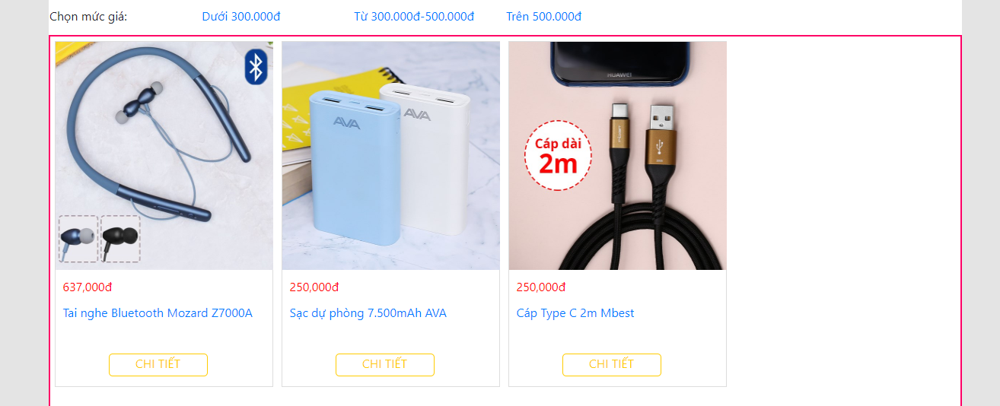 Chọn mức giá: Dưới 300.000đ Từ 300.000đ-500.000đ Trên 500.000đ
AVA
AVA
HUAWEI
Cáp dài
2m
637,000đ
Tai nghe Bluetooth Mozard Z7000A
CHI TIẾT
250,000đ
Sạc dự phòng 7.500mAh AVA
CHI TIẾT
250,000đ
Cáp Type C 2m Mbest
CHI TIẾT